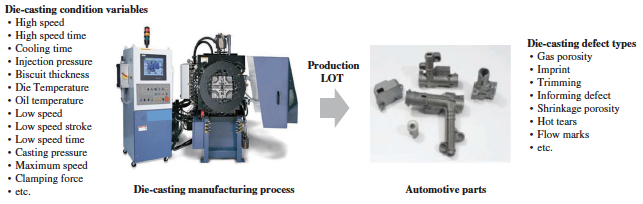 Die-casting condition variables
• High speed
• High speed time
• Cooling time
• Injection pressure
• Biscuit thickness
• Die Temperature
• Oil temperature
• Low speed
• Low speed stroke
• Low speed time
• Casting pressure
• Maximum speed
• Clamping force
• etc.
Die-casting manufacturing process
Production
LOT
Automotive parts
Die-casting defect types
• Gas porosity
• Imprint
• Trimming
• Informing defect
• Shrinkage porosity
• Hot tears
• Flow marks
• etc.